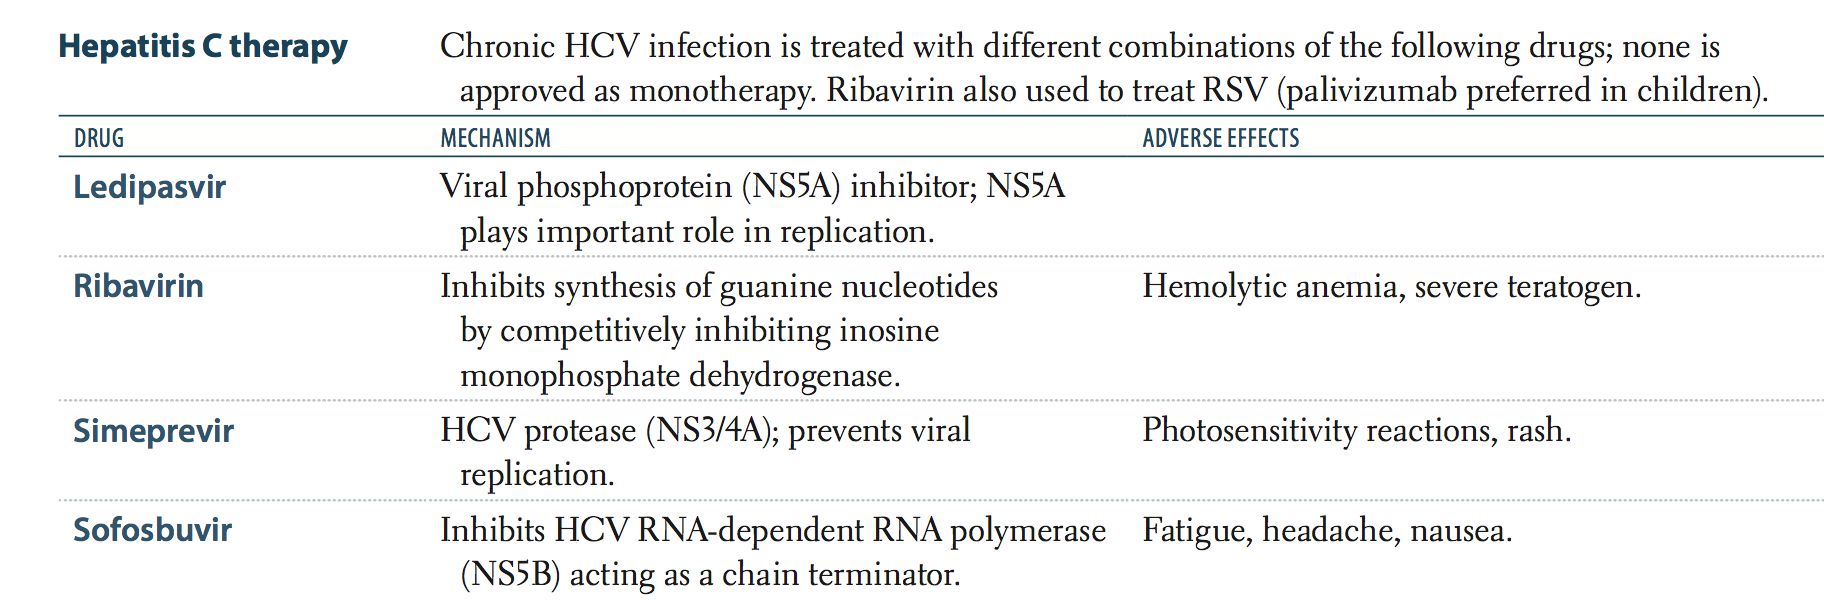 Hepatitis C therapy
Chronic HCV infection is treated with different combinations of the following drugs; none is
approved as monotherapy. Ribavirin also used to treat RSV (palivizumab preferred in children).
DRUG MECHANISM ADVERSE EFFECTS
Ledipasvir
Viral phosphoprotein (NS5A) inhibitor; NS5A
plays important role in replication.
Ribavirin
Inhibits synthesis of guanine nucleotides
by competitively inhibiting inosine
monophosphate dehydrogenase.
Hemolytic anemia, severe teratogen.
Simeprevir
HCV protease (NS3/4A); prevents viral
replication.
Photosensitivity reactions, rash.
Sofosbuvir
Inhibits HCV RNA-dependent RNA polymerase
(NS5B) acting as a chain terminator.
Fatigue, headache, nausea.